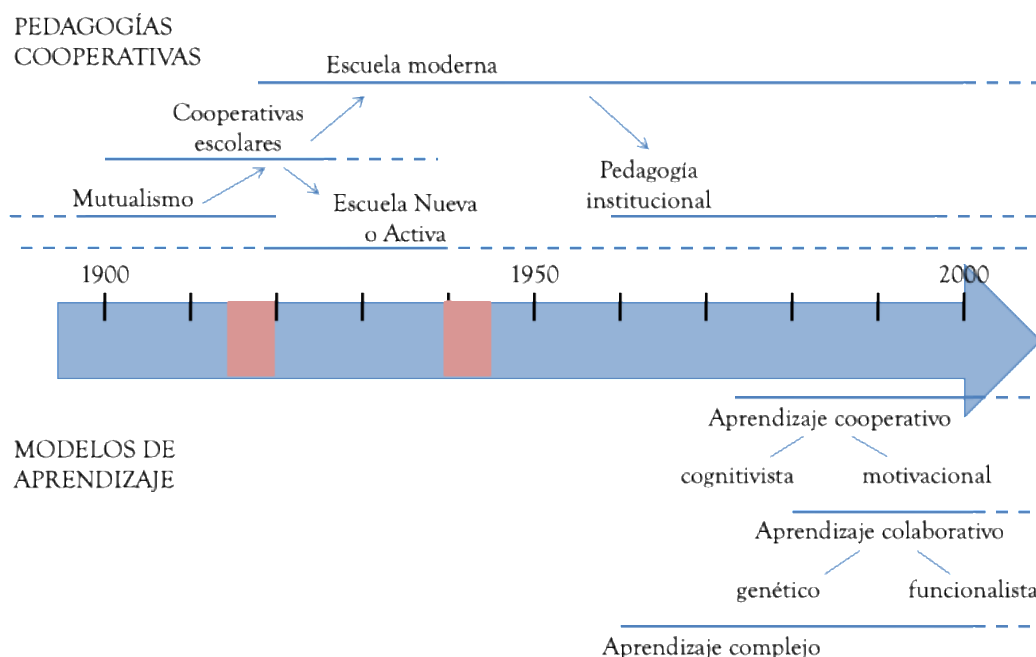 PEDAGOGÍAS
COOPERATIVAS
Escuela moderna
Cooperativas
escolares
Pedagogía
institucional
Mutualismo
Escuela Nueva
o Activa
1900
1950
2000
Aprendizaje cooperativo
MODELOS DE
APRENDIZAJE
cognitivista
motivacional
Aprendizaje colaborativo
genético
funcionalista
Aprendizaje complejo